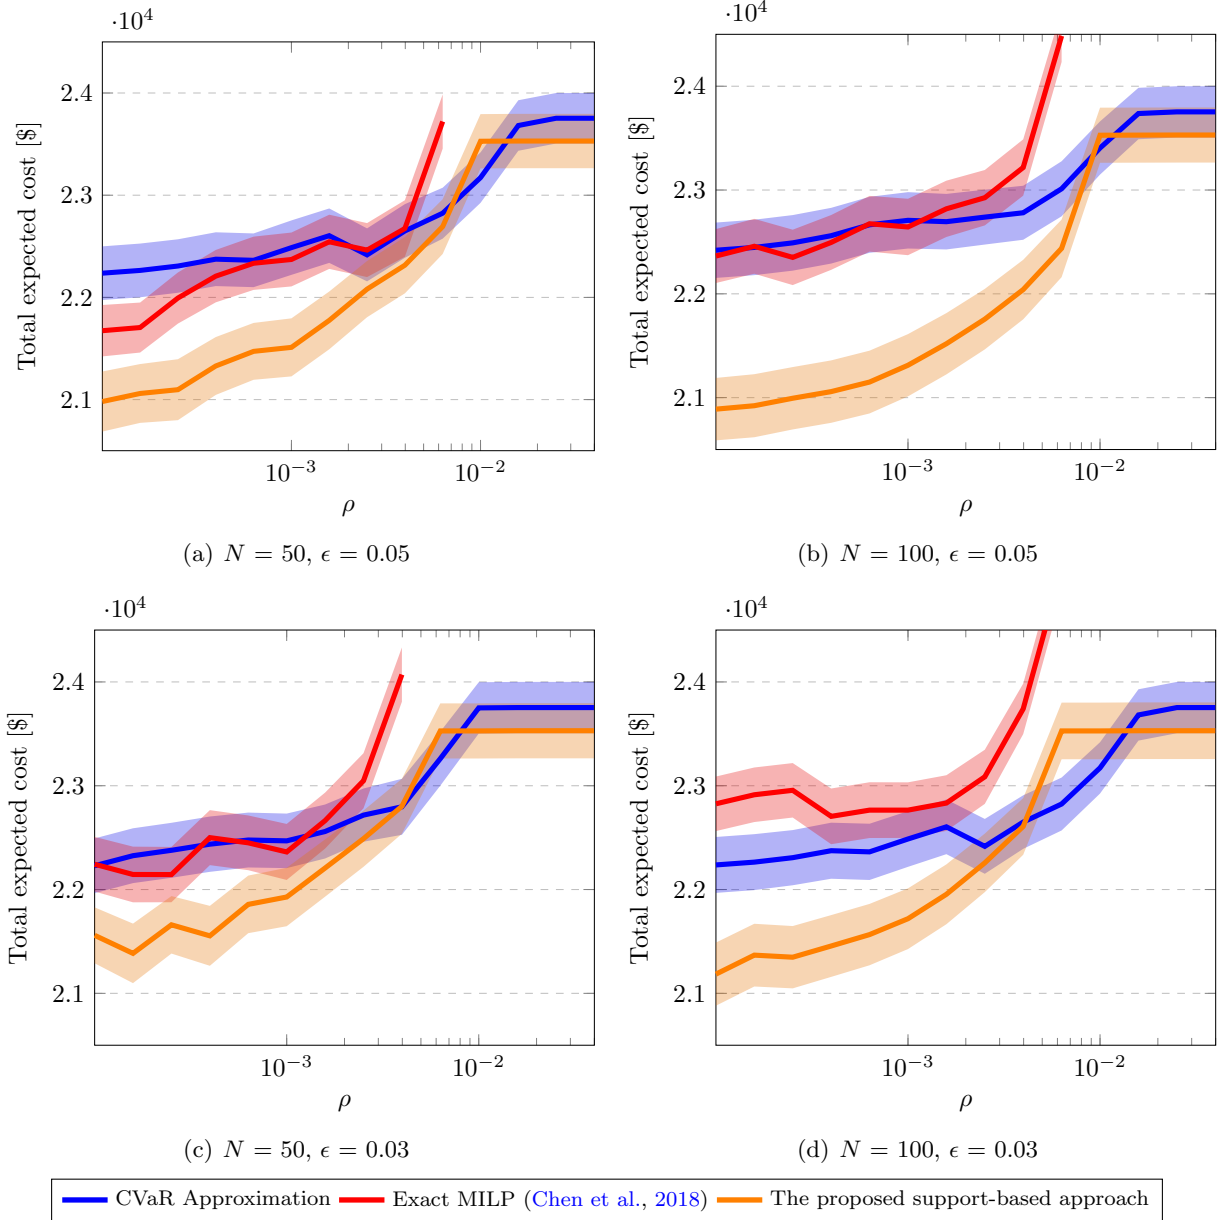 ·10⁴
2.4
2.3
2.2
2.1
Total expected cost [$]
10⁻³
10⁻²
ρ
(a) N = 50, ϵ = 0.05
·10⁴
2.4
2.3
2.2
2.1
Total expected cost [$]
10⁻³
10⁻²
ρ
(b) N = 100, ϵ = 0.05
·10⁴
2.4
2.3
2.2
2.1
Total expected cost [$]
10⁻³
10⁻²
ρ
(c) N = 50, ϵ = 0.03
·10⁴
2.4
2.3
2.2
2.1
Total expected cost [$]
10⁻³
10⁻²
ρ
(d) N = 100, ϵ = 0.03
CVaR Approximation
Exact MILP (Chen et al., 2018)
The proposed support-based approach